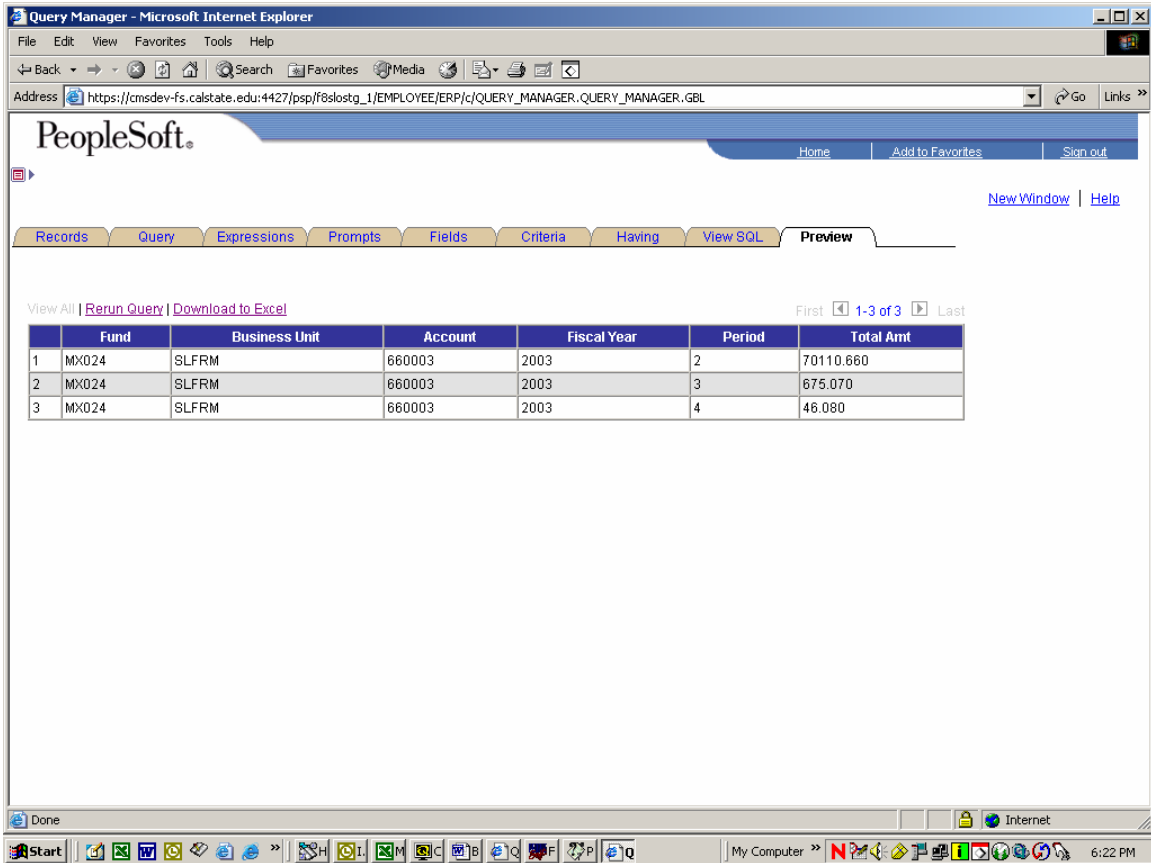 Query Manager - Microsoft Internet Explorer
File Edit View Favorites Tools Help
Back Search Favorites Media
Address https://cmsdev-fs.calstate.edu:4427/psp/f8slostg_1/EMPLOYEE/ERP/c/QUERY_MANAGER.QUERY_MANAGER.GBL Go Links »
PeopleSoft.
Home Add to Favorites Sign out
New Window | Help
Records Query Expressions Prompts Fields Criteria Having View SQL Preview
View All | Rerun Query | Download to Excel First 1-3 of 3 Last
Fund Business Unit Account Fiscal Year Period Total Amt
1 MX024 SLFRM 660003 2003 2 70110.660
2 MX024 SLFRM 660003 2003 3 675.070
3 MX024 SLFRM 660003 2003 4 46.080
Done Internet
Start » H I. M C B Q F P Q My Computer » 6:22 PM